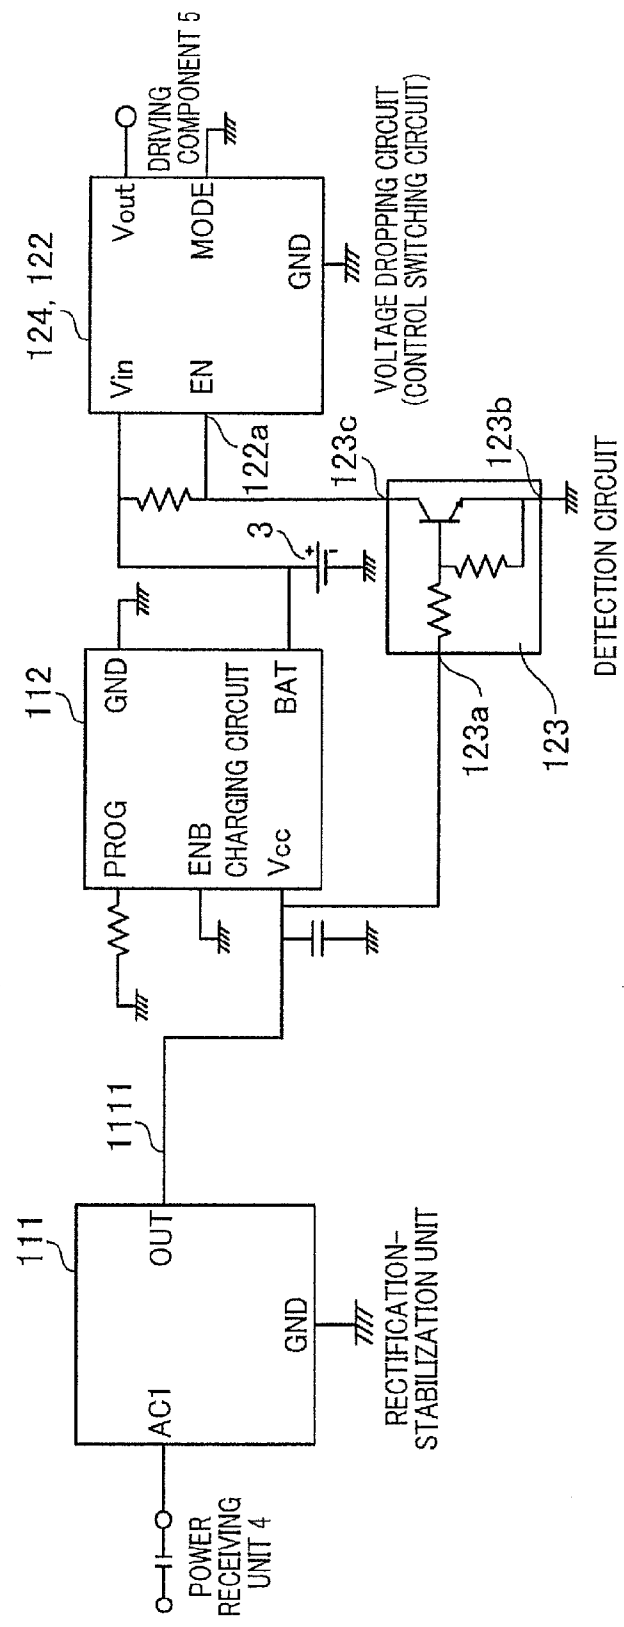 POWER
RECEIVING
UNIT 4
111
AC1
OUT
GND
RECTIFICATION-
STABILIZATION UNIT
1111
112
PROG
GND
ENB
CHARGING CIRCUIT
Vcc
BAT
3
+
-
124, 122
Vin
Vout
EN
MODE
GND
122a
DRIVING
COMPONENT 5
VOLTAGE DROPPING CIRCUIT
(CONTROL SWITCHING CIRCUIT)
123c
123b
123a
123
DETECTION CIRCUIT